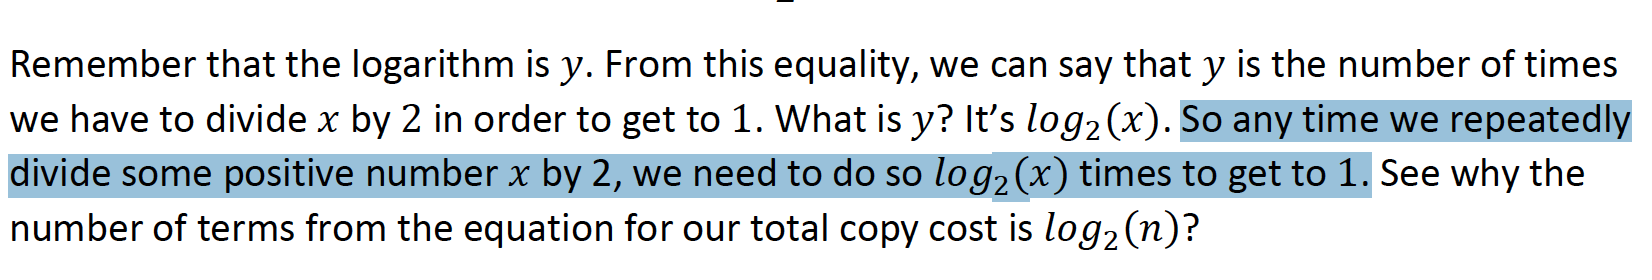 Remember that the logarithm is y. From this equality, we can say that y is the number of times
we have to divide x by 2 in order to get to 1. What is y? It’s log₂(x). So any time we repeatedly
divide some positive number x by 2, we need to do so log₂(x) times to get to 1. See why the
number of terms from the equation for our total copy cost is log₂(n)?